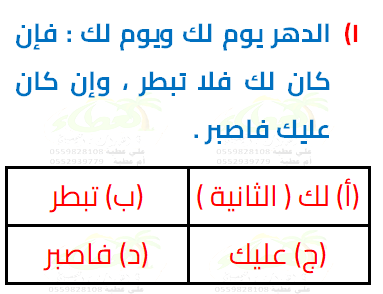 ١) الدهر يوم لك ويوم لك : فإن
كان لك فلا تبطر ، وإن كان
عليك فاصبر .
(أ) لك ( الثانية )
(ب) تبطر
(ج) عليك
(د) فاصبر